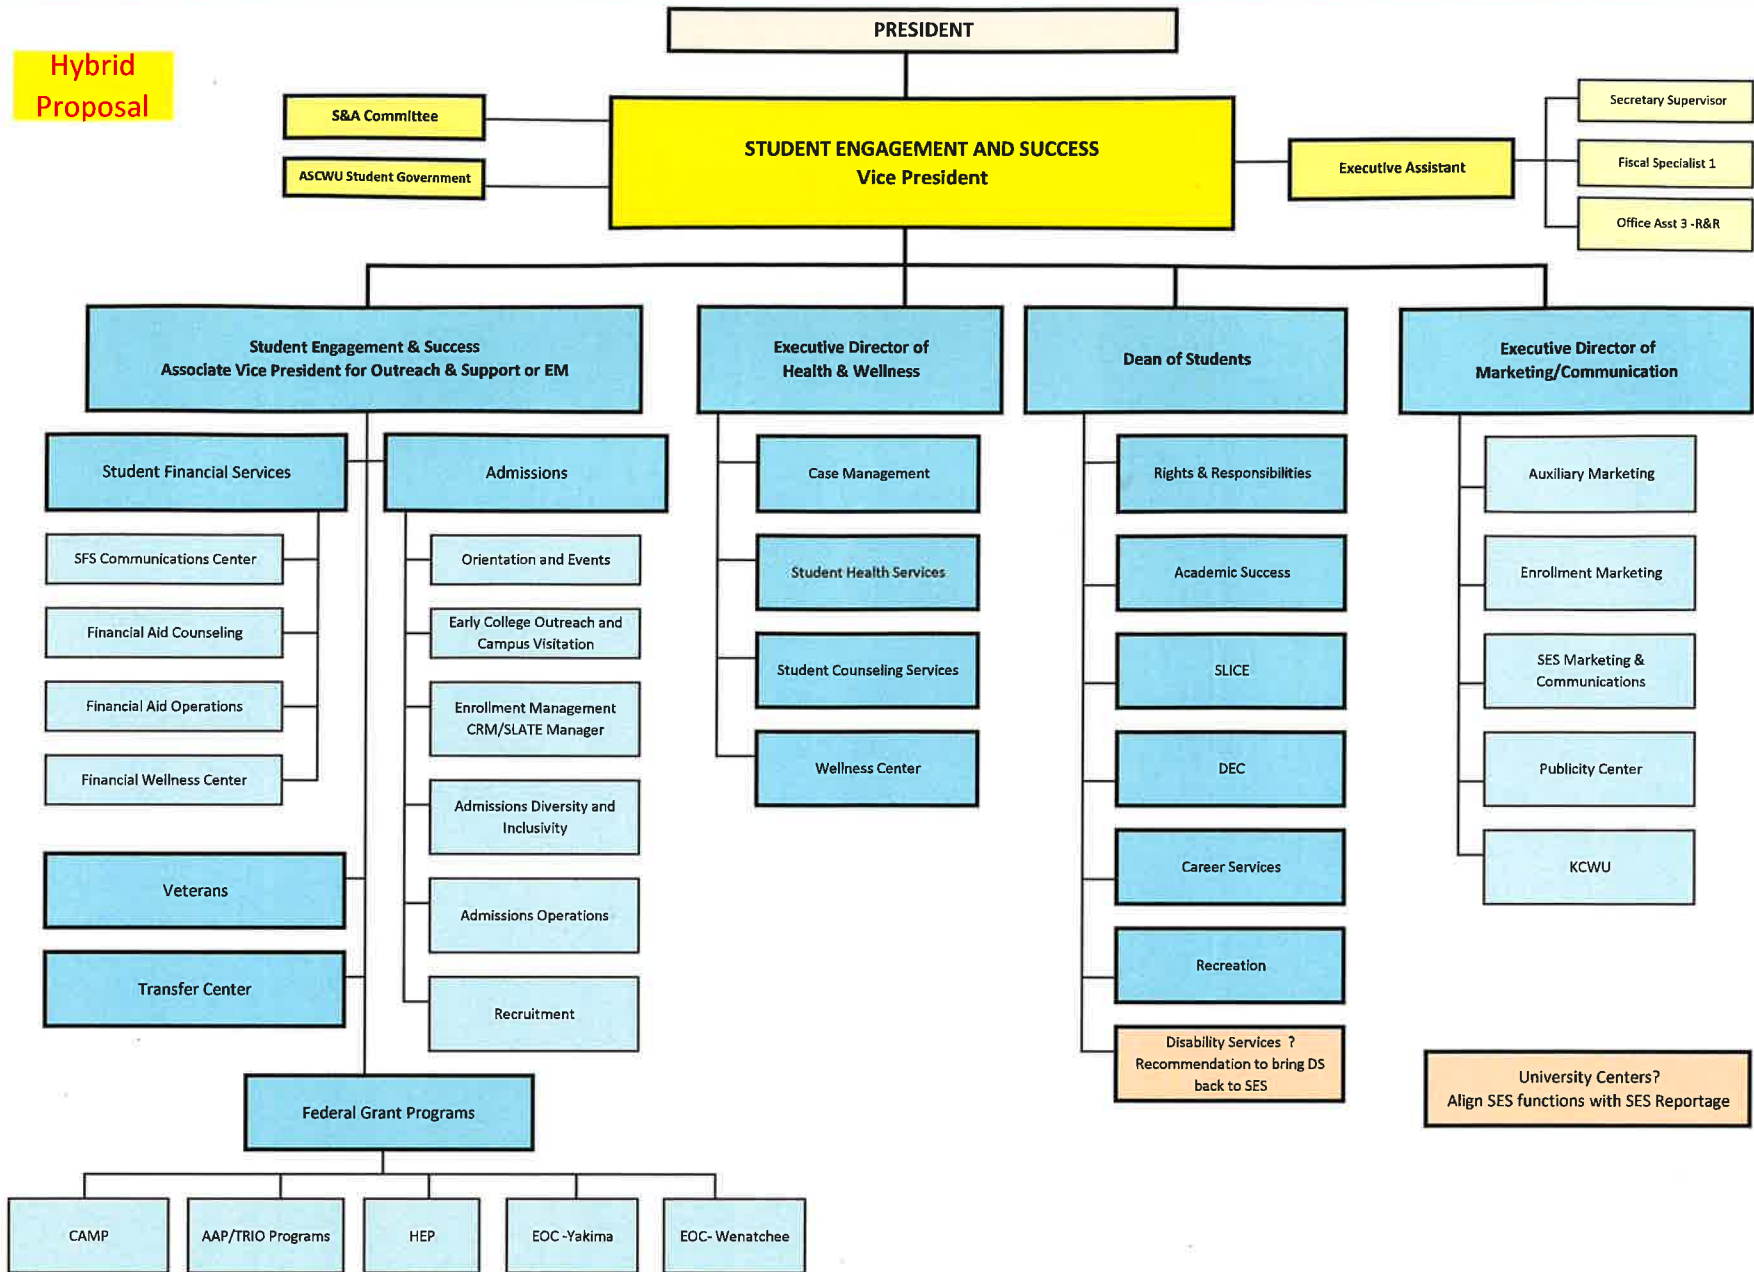 PRESIDENT
Hybrid
Proposal
S&A Committee
ASCWU Student Government
STUDENT ENGAGEMENT AND SUCCESS
Vice President
Executive Assistant
Secretary Supervisor
Fiscal Specialist 1
Office Asst 3 -R&R
Student Engagement & Success
Associate Vice President for Outreach & Support or EM
Executive Director of
Health & Wellness
Dean of Students
Executive Director of
Marketing/Communication
Student Financial Services
SFS Communications Center
Financial Aid Counseling
Financial Aid Operations
Financial Wellness Center
Veterans
Transfer Center
Admissions
Orientation and Events
Early College Outreach and
Campus Visitation
Enrollment Management
CRM/SLATE Manager
Admissions Diversity and
Inclusivity
Admissions Operations
Recruitment
Case Management
Student Health Services
Student Counseling Services
Wellness Center
Rights & Responsibilities
Academic Success
SLICE
DEC
Career Services
Recreation
Disability Services ?
Recommendation to bring DS
back to SES
Auxiliary Marketing
Enrollment Marketing
SES Marketing &
Communications
Publicity Center
KCWU
University Centers?
Align SES functions with SES Reportage
Federal Grant Programs
CAMP
AAP/TRIO Programs
HEP
EOC -Yakima
EOC- Wenatchee